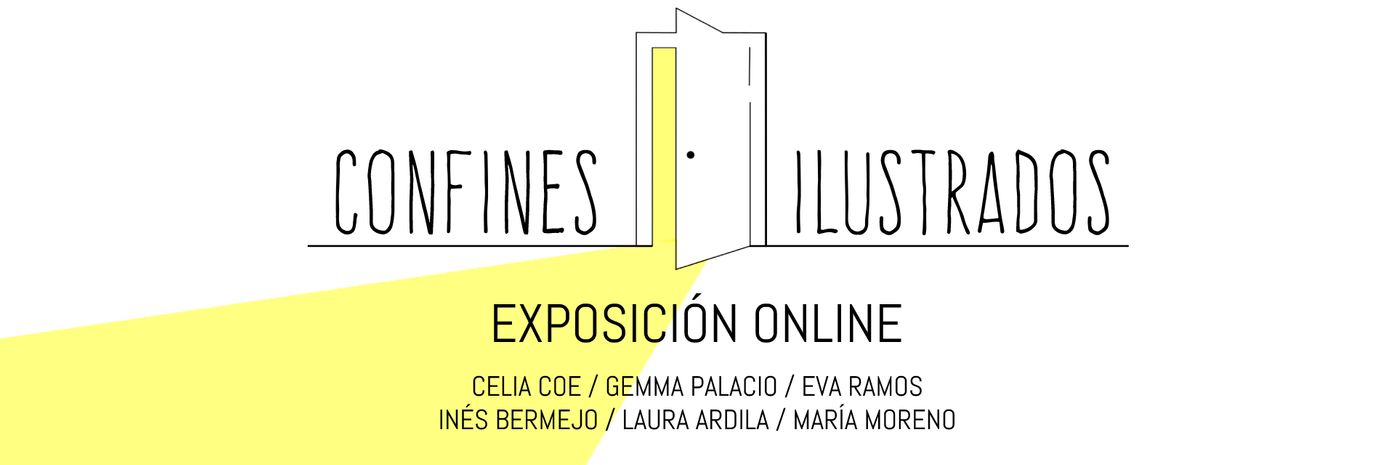 CONFINES ILUSTRADOS
EXPOSICIÓN ONLINE
CELIA COE / GEMMA PALACIO / EVA RAMOS
INÉS BERMEJO / LAURA ARDILA / MARÍA MORENO